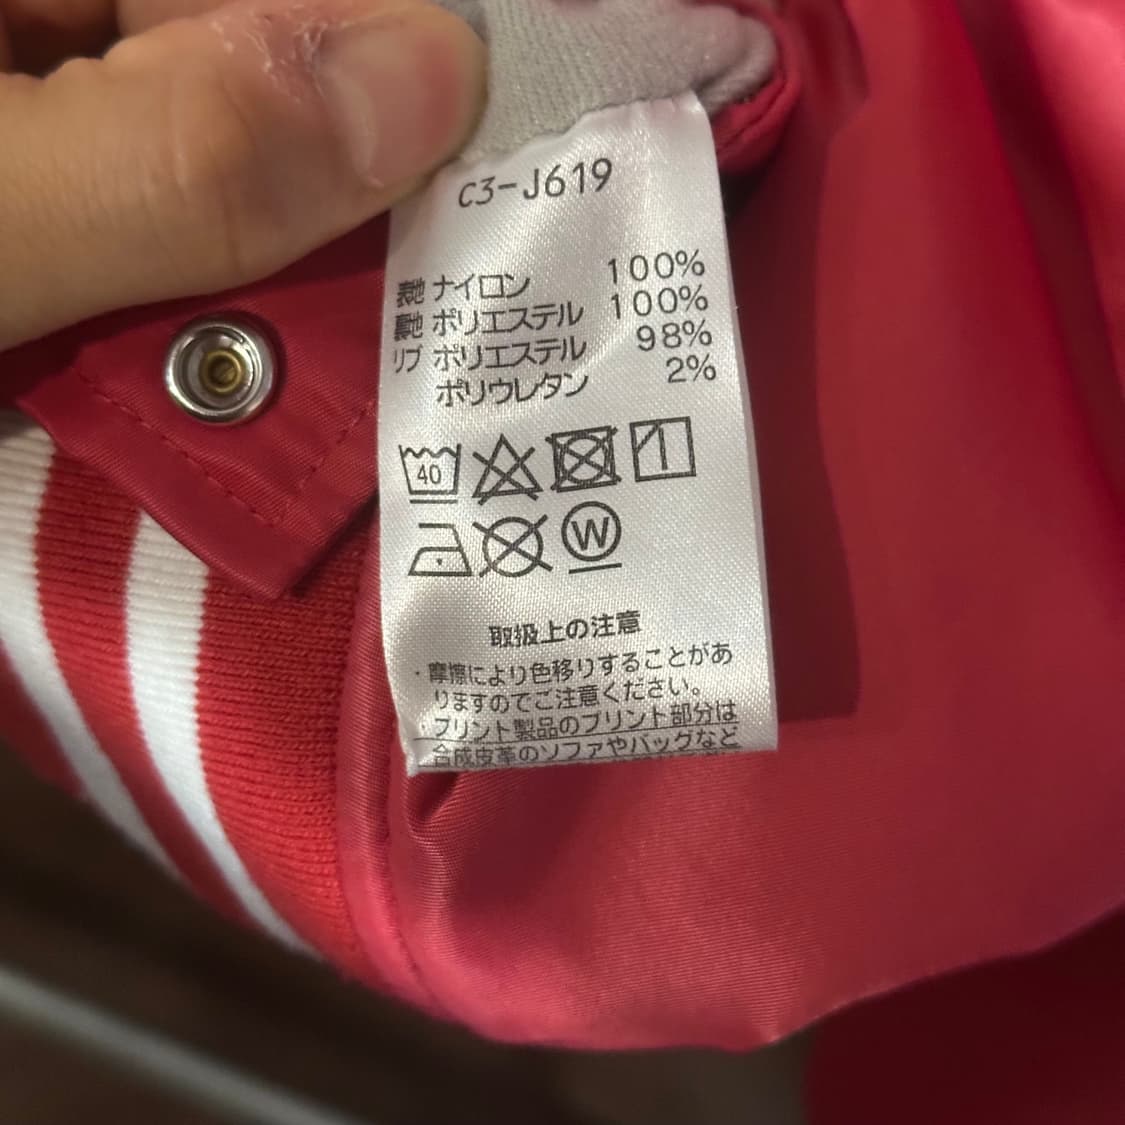 C3-J619
表地 ナイロン 100%
裏地 ポリエステル 100%
リブ ポリエステル 98%
ポリウレタン 2%
40
W
取扱上の注意
・摩擦により色移りすることがあ
りますのでご注意ください。
・プリント製品のプリント部分は
合成皮革のソファやバッグなど